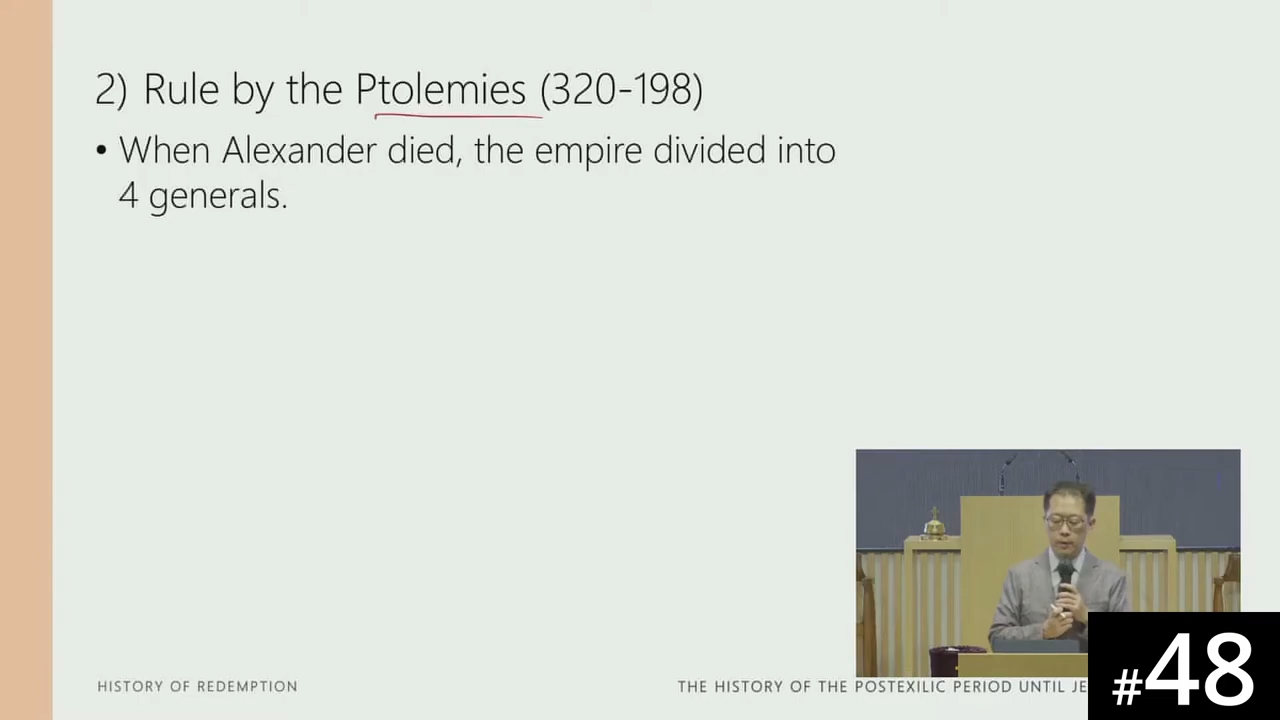 2) Rule by the Ptolemies (320-198)
• When Alexander died, the empire divided into
4 generals.
HISTORY OF REDEMPTION
THE HISTORY OF THE POSTEXILIC PERIOD UNTIL JE
#48